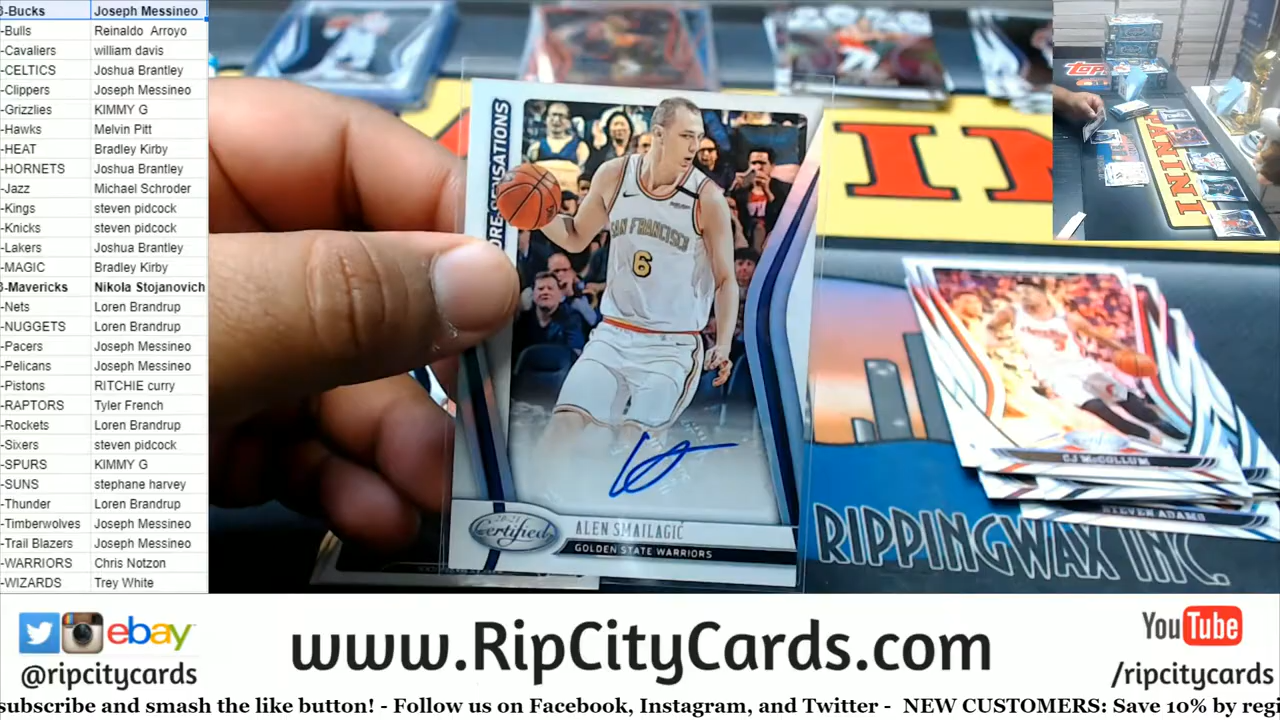 3-Bucks Joseph Messineo
-Bulls Reinaldo Arroyo
-Cavaliers william davis
-CELTICS Joshua Brantley
-Clippers Joseph Messineo
-Grizzlies KIMMY G
-Hawks Melvin Pitt
-HEAT Bradley Kirby
-HORNETS Joshua Brantley
-Jazz Michael Schroder
-Kings steven pidcock
-Knicks steven pidcock
-Lakers Joshua Brantley
-MAGIC Bradley Kirby
3-Mavericks Nikola Stojanovich
-Nets Loren Brandrup
-NUGGETS Loren Brandrup
-Pacers Joseph Messineo
-Pelicans Joseph Messineo
-Pistons RITCHIE curry
-RAPTORS Tyler French
-Rockets Loren Brandrup
-Sixers steven pidcock
-SPURS KIMMY G
-SUNS stephane harvey
-Thunder Loren Brandrup
-Timberwolves Joseph Messineo
-Trail Blazers Joseph Messineo
-WARRIORS Chris Notzon
-WIZARDS Trey White
SAN FRANCISCO
6
2020-21
Certified
ALEN SMAILAGIĆ
GOLDEN STATE WARRIORS
Topps
PANINI
CJ McCOLLUM
STEVEN ADAMS
RIPPINGWAX INC.
ebay
@ripcitycards
www.RipCityCards.com
YouTube
/ripcitycards
subscribe and smash the like button! - Follow us on Facebook, Instagram, and Twitter - NEW CUSTOMERS: Save 10% by regi